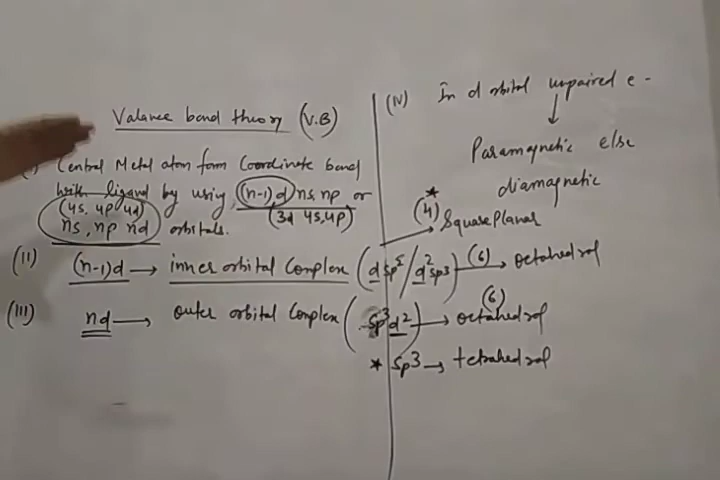 Valance bond theory (V.B)
Central Metal atom form Coordinate bond
with ligand by using (n-1)d ns, np or
(4s, 4p 4d) (3d 4s, 4p)
ns, np nd orbitals.
(II) (n-1)d → inner orbital Complex (dsp²/d²sp3) (6) → octahedral
(4) Square Planar
(III) nd → outer orbital Complex (sp³d²) (6) → octahedral
* sp3 → tetrahedral
(IV) In d orbital unpaired e-
↓
Paramagnetic else
diamagnetic
*